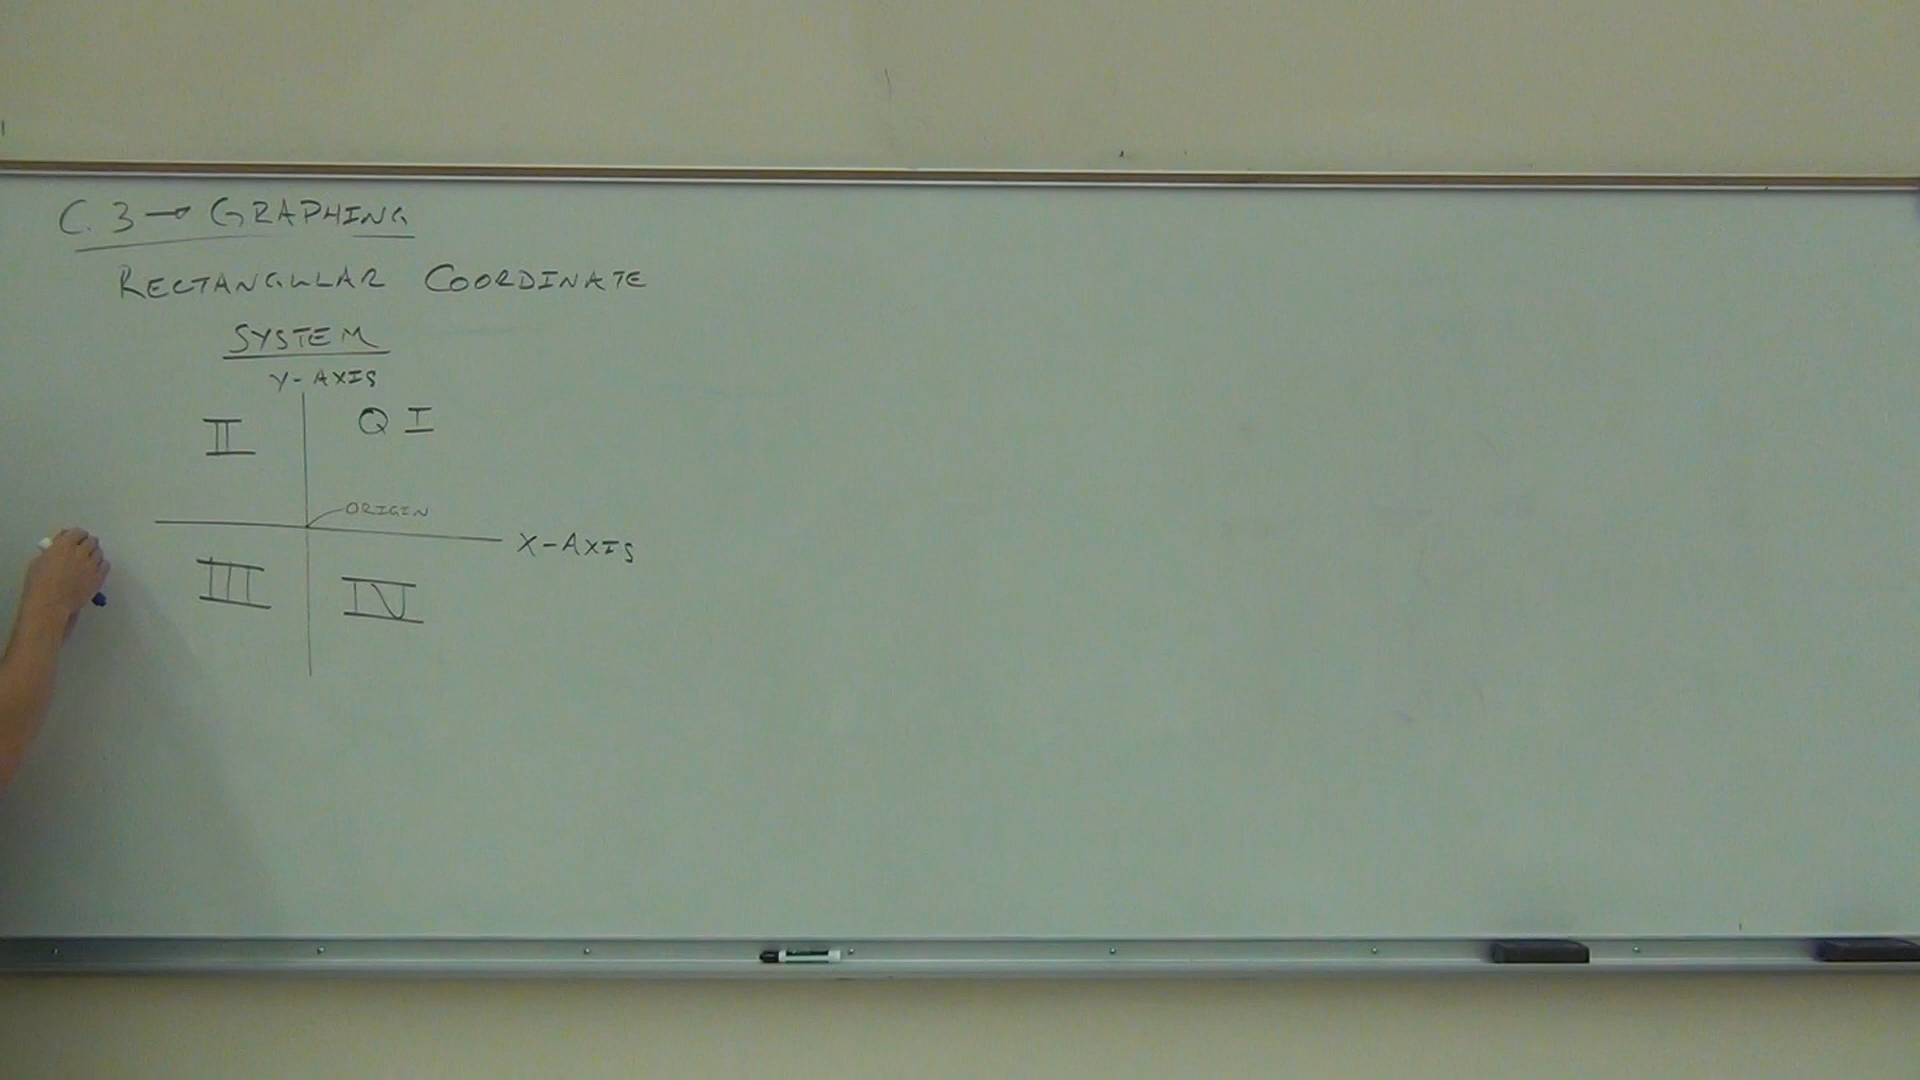 C.3 → GRAPHING
RECTANGULAR COORDINATE
SYSTEM
Y-AXIS
II
Q I
ORIGIN
X-AXIS
III
IV